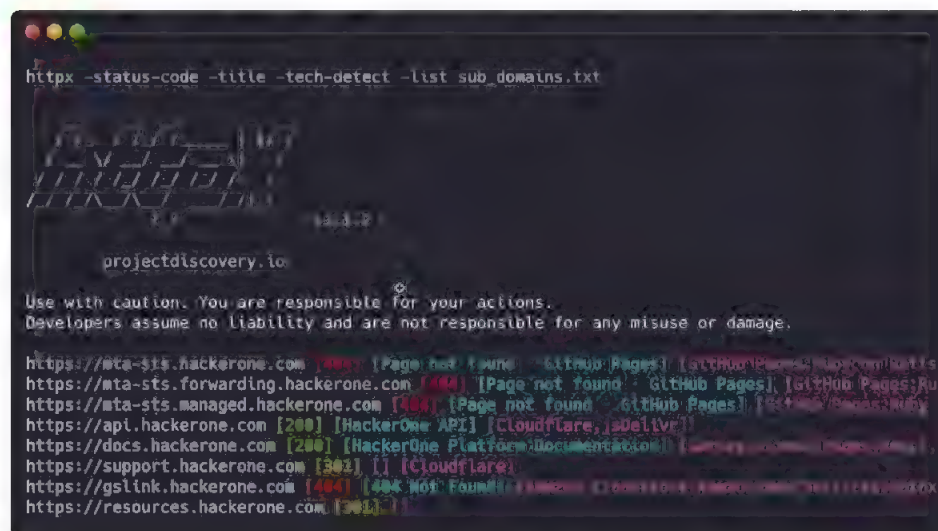 httpx -status-code -title -tech-detect -list sub_domains.txt
projectdiscovery.io
Use with caution. You are responsible for your actions.
Developers assume no liability and are not responsible for any misuse or damage.
https://mta-sts.hackerone.com [404] [Page not found · GitHub Pages]
https://mta-sts.forwarding.hackerone.com [404] [Page not found · GitHub Pages]
https://mta-sts.managed.hackerone.com [404] [Page not found · GitHub Pages]
https://api.hackerone.com [200] [HackerOne API] [Cloudflare,jsDelivr]
https://docs.hackerone.com [200] [HackerOne Platform Documentation]
https://support.hackerone.com [301] [] [Cloudflare]
https://gslink.hackerone.com [404] [404 Not Found]
https://resources.hackerone.com [301]